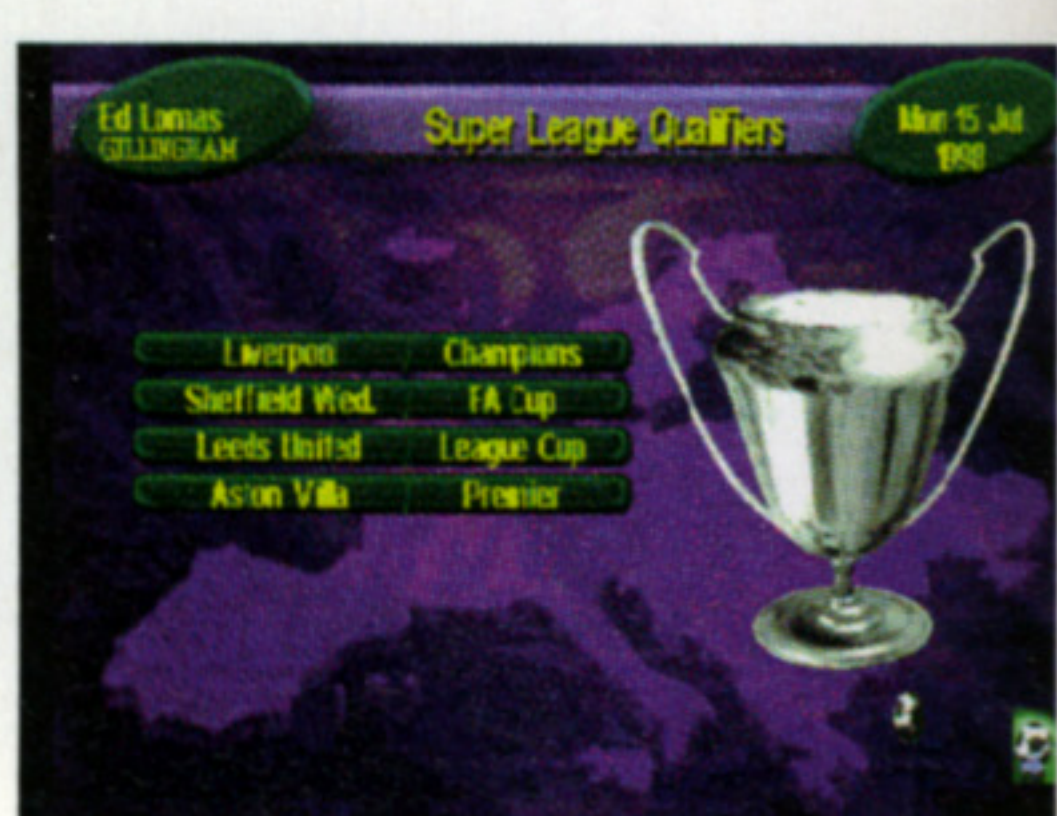 Ed Lomas
GILLINGHAM
Super League Qualifiers
Mon 15 Jul
1998
Liverpool Champions
Sheffield Wed. FA Cup
Leeds United League Cup
Aston Villa Premier